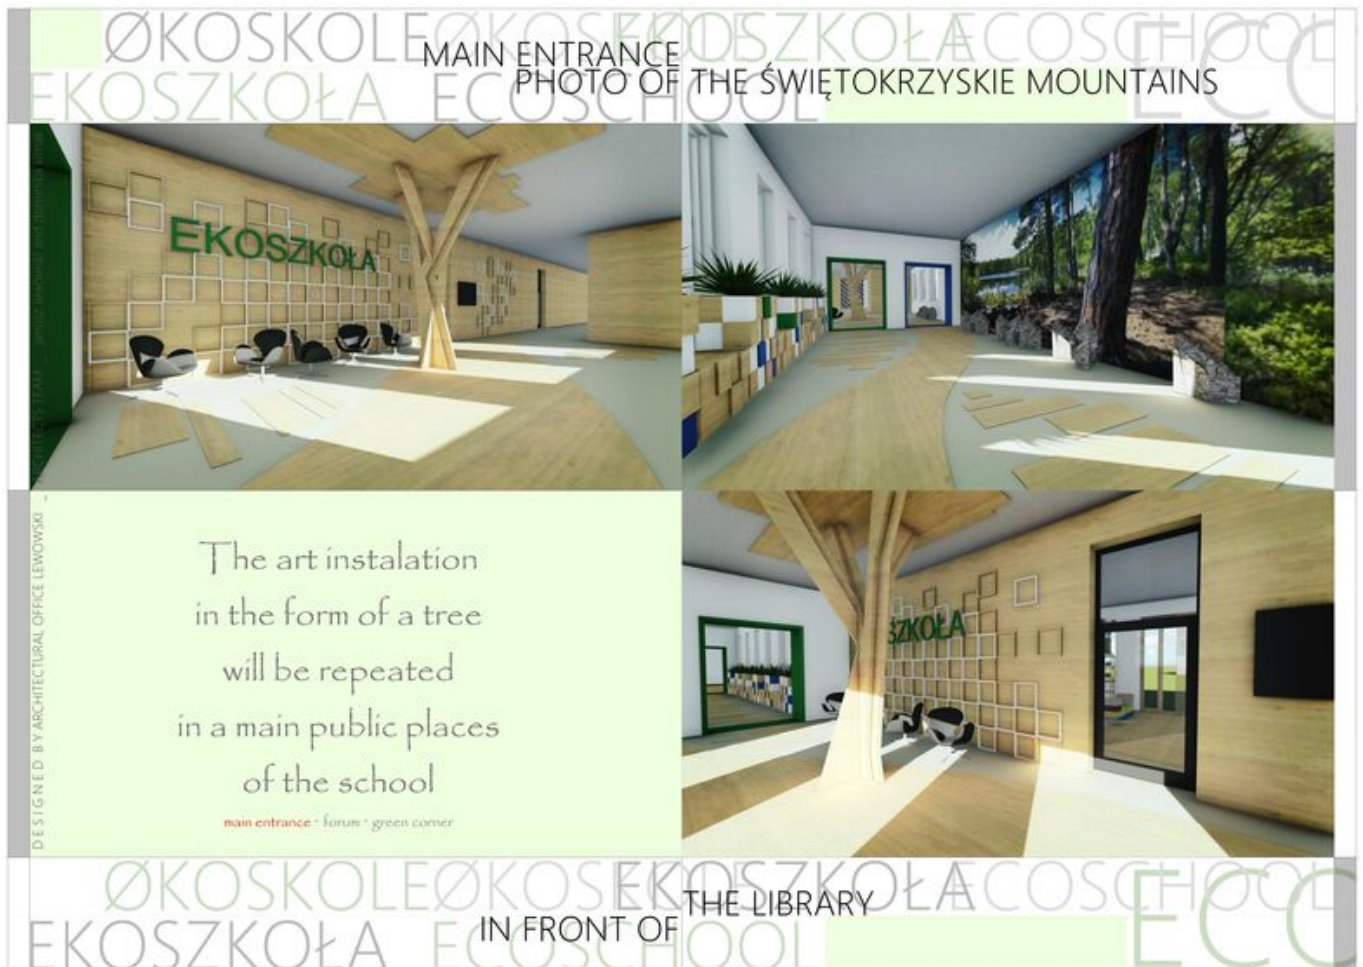 ØKOSKOLE ØKOSKOLE EKOSZKOŁA ECOSCHOOL
MAIN ENTRANCE
PHOTO OF THE ŚWIĘTOKRZYSKIE MOUNTAINS
EKOSZKOŁA ECOSCHOOL ECO
EKOSZKOŁA
The art instalation
in the form of a tree
will be repeated
in a main public places
of the school
main entrance - forum - green corner
DESIGNED BY ARCHITECTURAL OFFICE LEWOWSKI
SZKOŁA
ØKOSKOLE EKOSZKOŁA ECOSCHOOL
THE LIBRARY
IN FRONT OF
EKOSZKOŁA ECOSCHOOL ECO